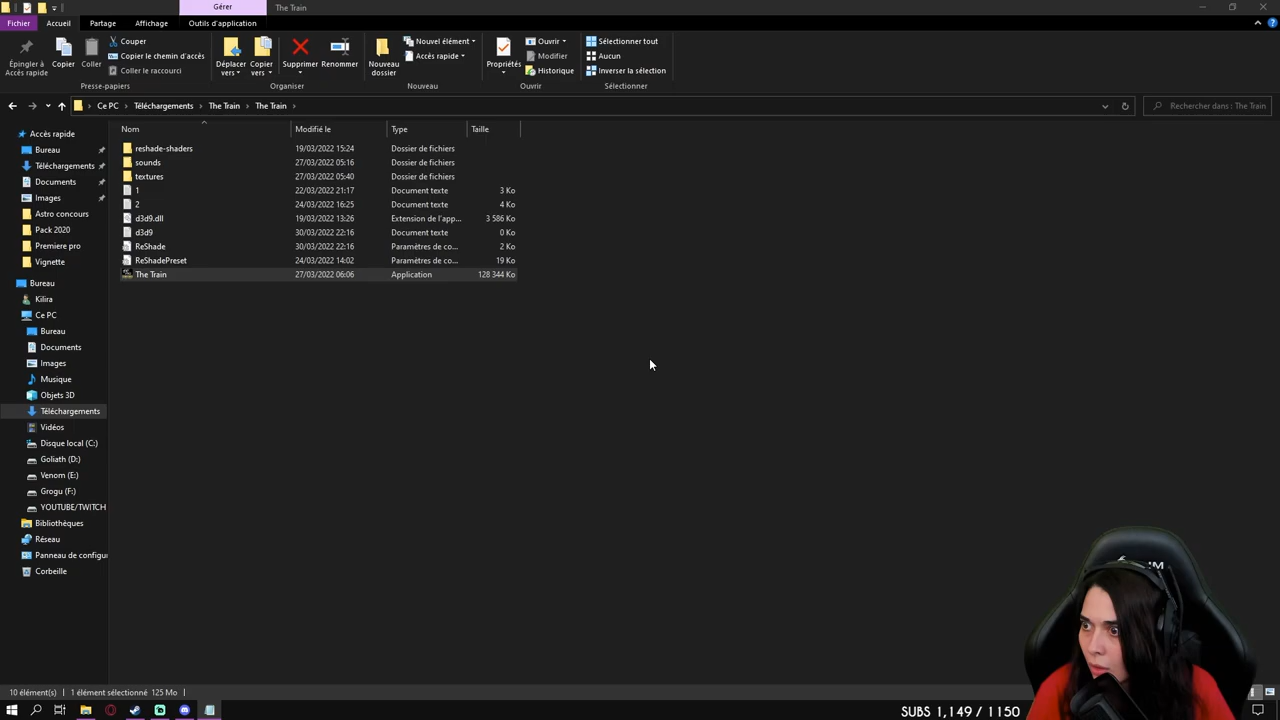 Gérer
The Train
Fichier
Accueil
Partage
Affichage
Outils d'application
Épingler à
Accès rapide
Copier
Coller
Couper
Copier le chemin d'accès
Coller le raccourci
Déplacer
vers
Copier
vers
Supprimer
Renommer
Nouveau
dossier
Nouvel élément
Accès rapide
Propriétés
Ouvrir
Modifier
Historique
Sélectionner tout
Aucun
Inverser la sélection
Presse-papiers
Organiser
Nouveau
Ouvrir
Sélectionner
Ce PC > Téléchargements > The Train > The Train >
Rechercher dans : The Train
Nom Modifié le Type Taille
reshade-shaders 19/03/2022 15:24 Dossier de fichiers
sounds 27/03/2022 05:16 Dossier de fichiers
textures 27/03/2022 05:40 Dossier de fichiers
1 22/03/2022 21:17 Document texte 3 Ko
2 24/03/2022 16:25 Document texte 4 Ko
d3d9.dll 19/03/2022 13:26 Extension de l'app... 3 586 Ko
d3d9 30/03/2022 22:16 Document texte 0 Ko
ReShade 30/03/2022 22:16 Paramètres de co... 2 Ko
ReShadePreset 24/03/2022 14:02 Paramètres de co... 19 Ko
The Train 27/03/2022 06:06 Application 128 344 Ko
Accès rapide
Bureau
Téléchargements
Documents
Images
Astro concours
Pack 2020
Premiere pro
Vignette
Bureau
Kilira
Ce PC
Bureau
Documents
Images
Musique
Objets 3D
Téléchargements
Vidéos
Disque local (C:)
Goliath (D:)
Venom (E:)
Grogu (F:)
YOUTUBE/TWITCH
Bibliothèques
Réseau
Panneau de configu
Corbeille
10 élément(s) 1 élément sélectionné 125 Mo
SUBS 1,149 / 1150